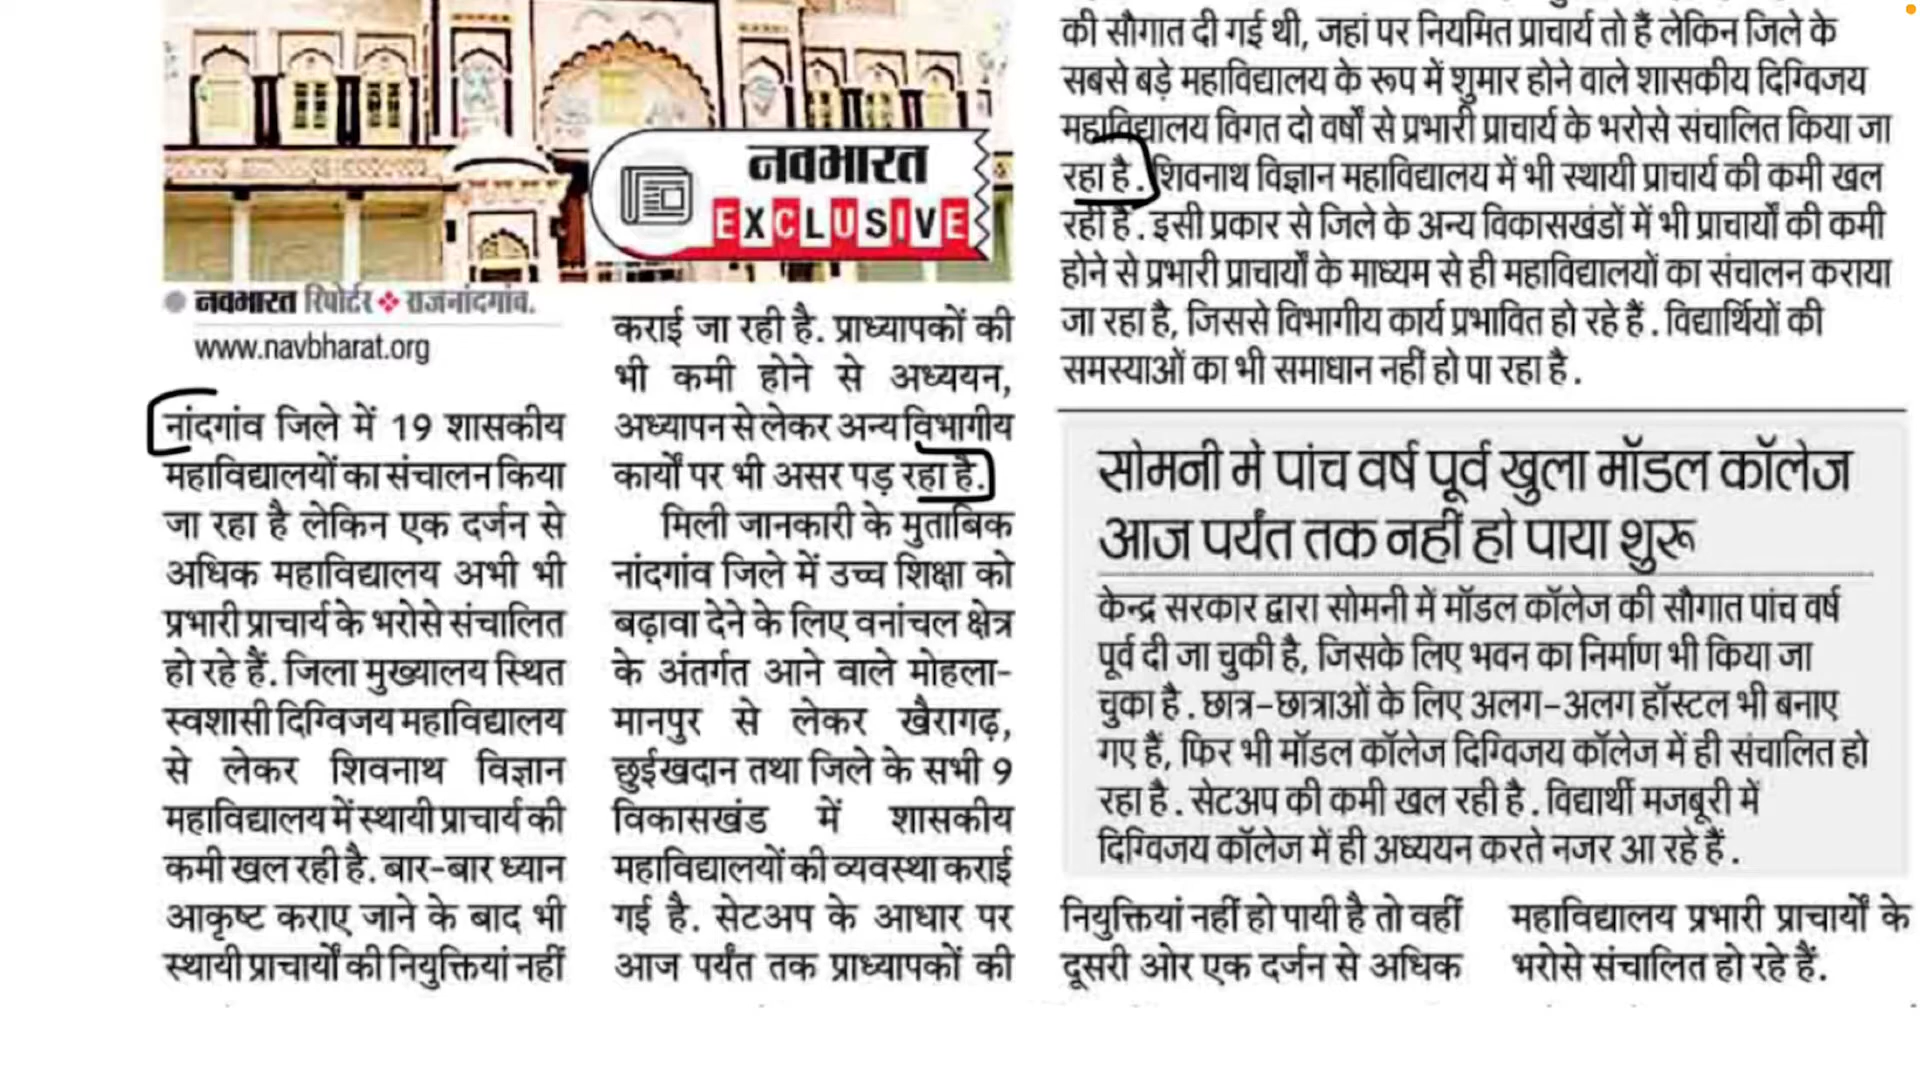 नवभारत
EXCLUSIVE
नवभारत रिपोर्टर ❖ राजनांदगांव.
www.navbharat.org
नांदगांव जिले में 19 शासकीय
महाविद्यालयों का संचालन किया
जा रहा है लेकिन एक दर्जन से
अधिक महाविद्यालय अभी भी
प्रभारी प्राचार्य के भरोसे संचालित
हो रहे हैं. जिला मुख्यालय स्थित
स्वशासी दिग्विजय महाविद्यालय
से लेकर शिवनाथ विज्ञान
महाविद्यालय में स्थायी प्राचार्य की
कमी खल रही है. बार-बार ध्यान
आकृष्ट कराए जाने के बाद भी
स्थायी प्राचार्यों की नियुक्तियां नहीं
कराई जा रही है. प्राध्यापकों की
भी कमी होने से अध्ययन,
अध्यापन से लेकर अन्य विभागीय
कार्यों पर भी असर पड़ रहा है.
मिली जानकारी के मुताबिक
नांदगांव जिले में उच्च शिक्षा को
बढ़ावा देने के लिए वनांचल क्षेत्र
के अंतर्गत आने वाले मोहला-
मानपुर से लेकर खैरागढ़,
छुईखदान तथा जिले के सभी 9
विकासखंड में शासकीय
महाविद्यालयों की व्यवस्था कराई
गई है. सेटअप के आधार पर
आज पर्यंत तक प्राध्यापकों की
की सौगात दी गई थी, जहां पर नियमित प्राचार्य तो हैं लेकिन जिले के
सबसे बड़े महाविद्यालय के रूप में शुमार होने वाले शासकीय दिग्विजय
महाविद्यालय विगत दो वर्षों से प्रभारी प्राचार्य के भरोसे संचालित किया जा
रहा है. शिवनाथ विज्ञान महाविद्यालय में भी स्थायी प्राचार्य की कमी खल
रही है. इसी प्रकार से जिले के अन्य विकासखंडों में भी प्राचार्यों की कमी
होने से प्रभारी प्राचार्यों के माध्यम से ही महाविद्यालयों का संचालन कराया
जा रहा है, जिससे विभागीय कार्य प्रभावित हो रहे हैं. विद्यार्थियों की
समस्याओं का भी समाधान नहीं हो पा रहा है.
सोमनी में पांच वर्ष पूर्व खुला मॉडल कॉलेज
आज पर्यंत तक नहीं हो पाया शुरू
केन्द्र सरकार द्वारा सोमनी में मॉडल कॉलेज की सौगात पांच वर्ष
पूर्व दी जा चुकी है, जिसके लिए भवन का निर्माण भी किया जा
चुका है. छात्र-छात्राओं के लिए अलग-अलग हॉस्टल भी बनाए
गए हैं, फिर भी मॉडल कॉलेज दिग्विजय कॉलेज में ही संचालित हो
रहा है. सेटअप की कमी खल रही है. विद्यार्थी मजबूरी में
दिग्विजय कॉलेज में ही अध्ययन करते नजर आ रहे हैं.
नियुक्तियां नहीं हो पायी है तो वहीं
दूसरी ओर एक दर्जन से अधिक
महाविद्यालय प्रभारी प्राचार्यों के
भरोसे संचालित हो रहे हैं.